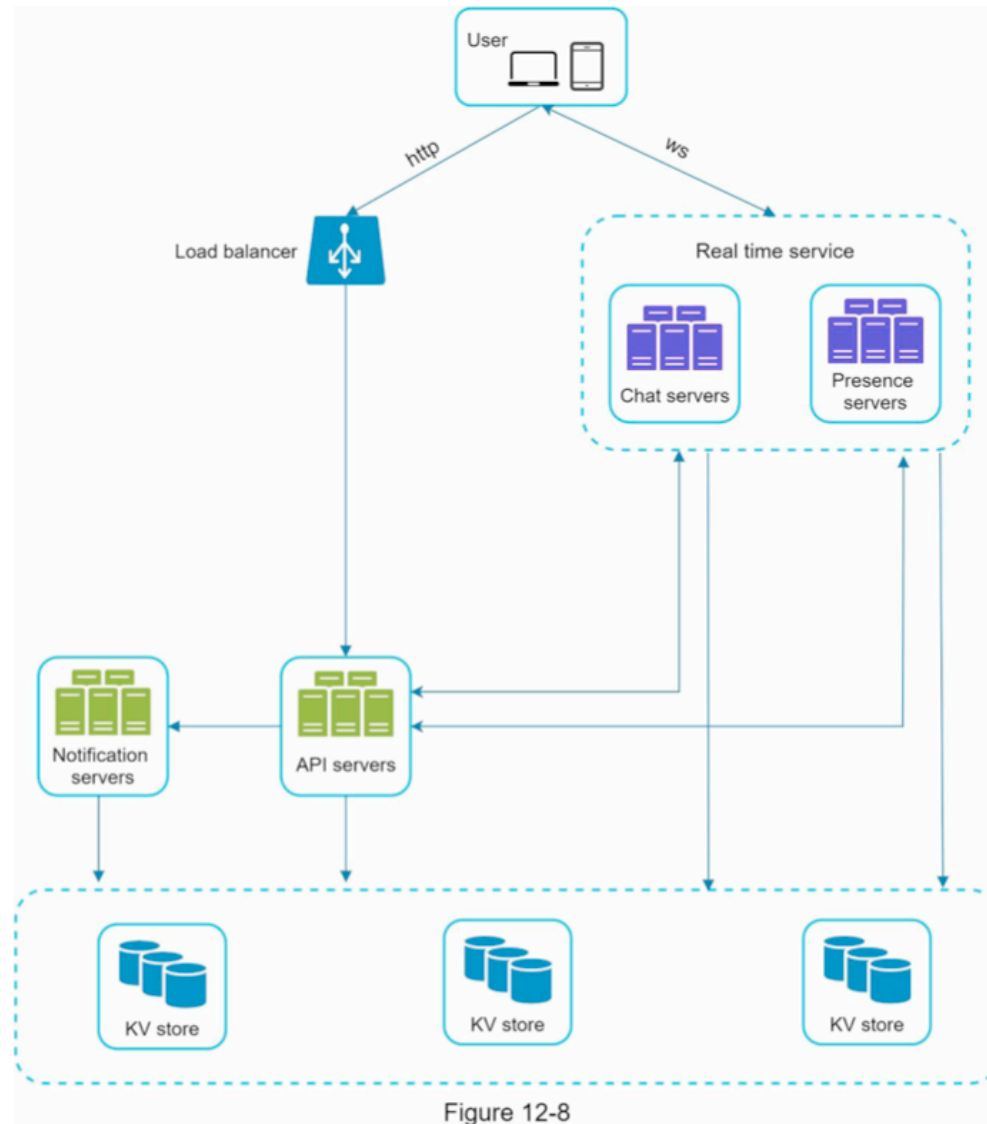 User
http
ws
Load balancer
Real time service
Chat servers
Presence
servers
Notification
servers
API servers
KV store
KV store
KV store
Figure 12-8